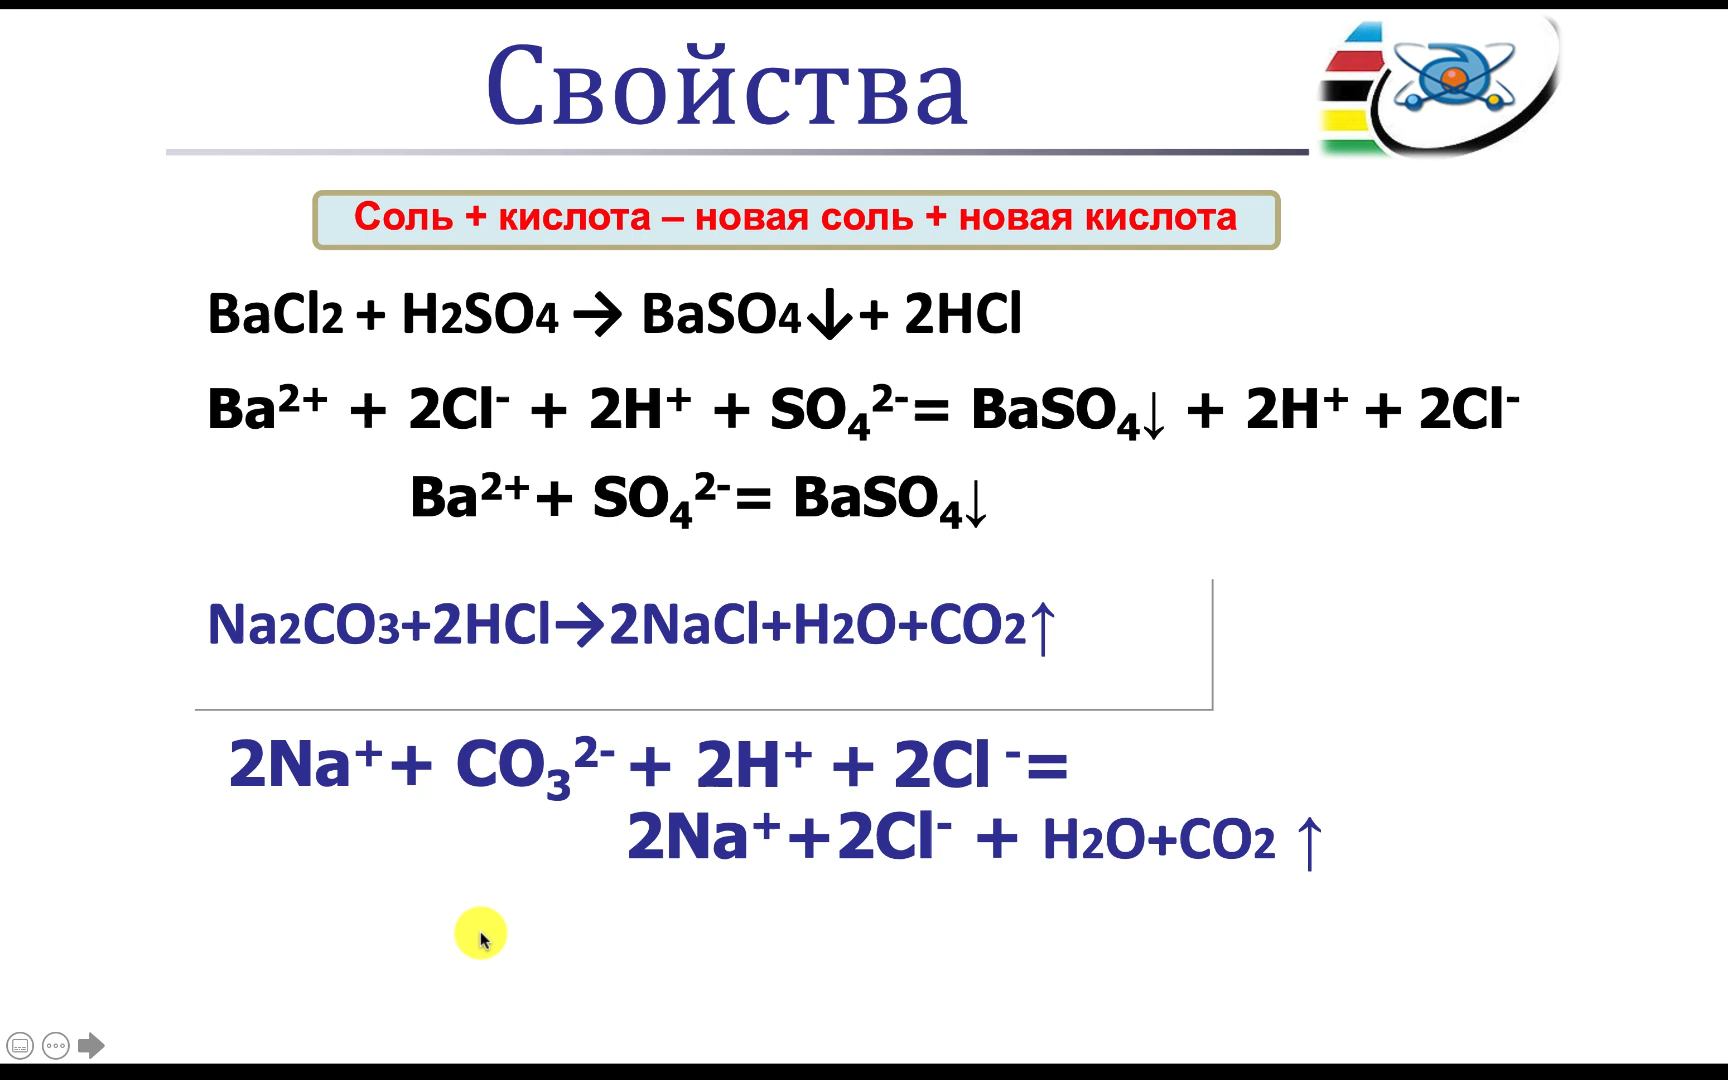 Свойства
Соль + кислота – новая соль + новая кислота
BaCl2 + H2SO4 → BaSO4↓+ 2HCl
Ba²⁺ + 2Cl⁻ + 2H⁺ + SO₄²⁻= BaSO₄↓ + 2H⁺ + 2Cl⁻
Ba²⁺+ SO₄²⁻= BaSO₄↓
Na2CO3+2HCl→2NaCl+H2O+CO2↑
2Na⁺+ CO₃²⁻ + 2H⁺ + 2Cl ⁻=
2Na⁺+2Cl⁻ + H2O+CO2 ↑